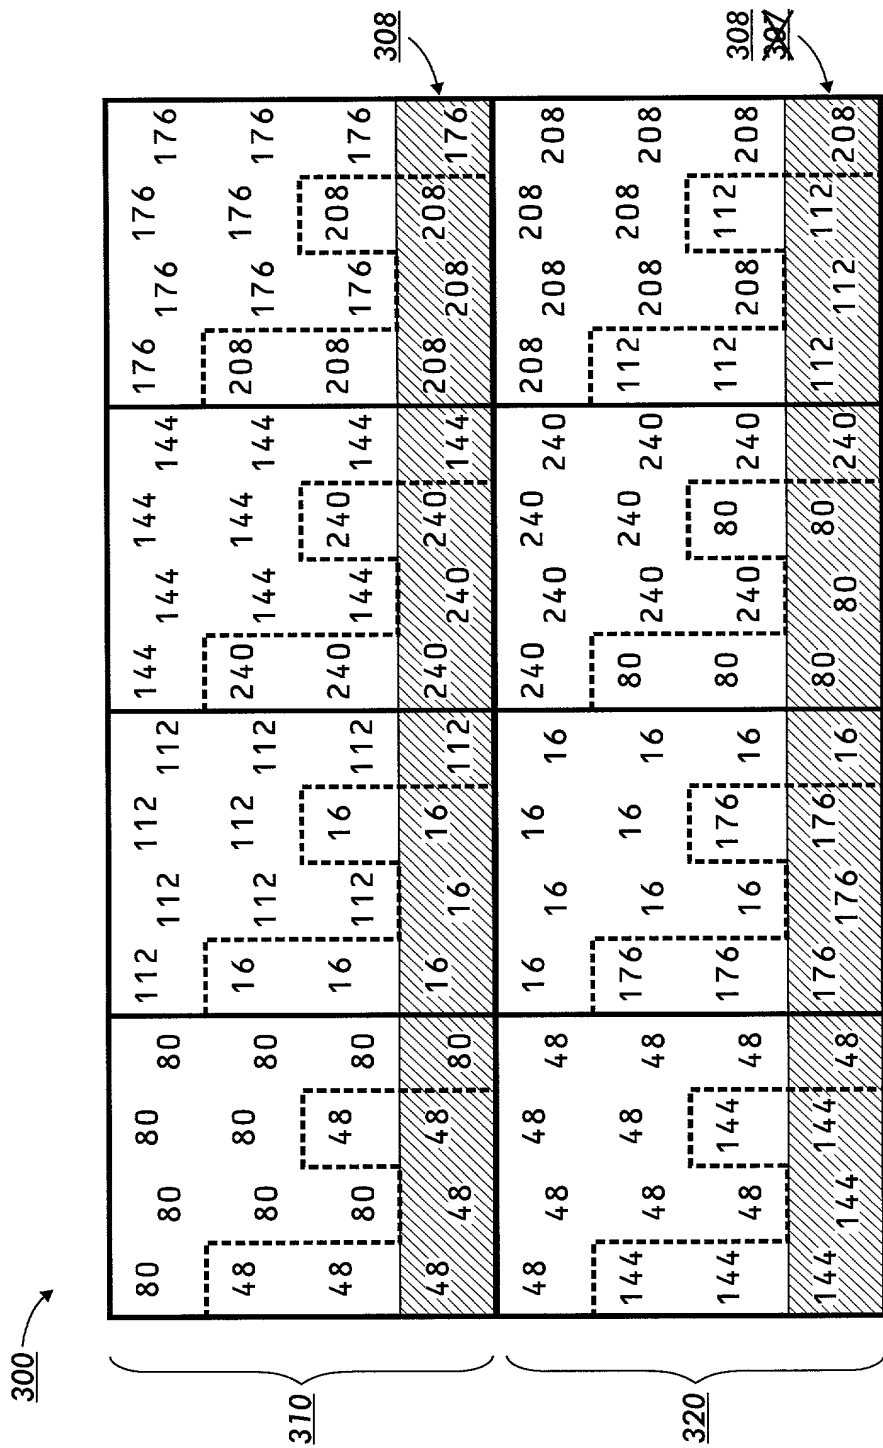 300
310
80 80 80 80 112 112 112 112 144 144 144 144 176 176 176 176
48 80 80 80 16 112 112 112 240 144 144 144 208 176 176 176
48 80 48 80 16 112 16 112 240 144 240 144 208 176 208 176
308
48 48 48 80 16 16 16 112 240 240 240 144 208 208 208 176
320
48 48 48 48 16 16 16 16 240 240 240 240 208 208 208 208
144 48 48 48 176 16 16 16 80 240 240 240 112 208 208 208
144 48 144 48 176 16 176 16 80 240 80 240 112 208 112 208
308
307
144 144 144 48 176 176 176 16 80 80 80 240 112 112 112 208